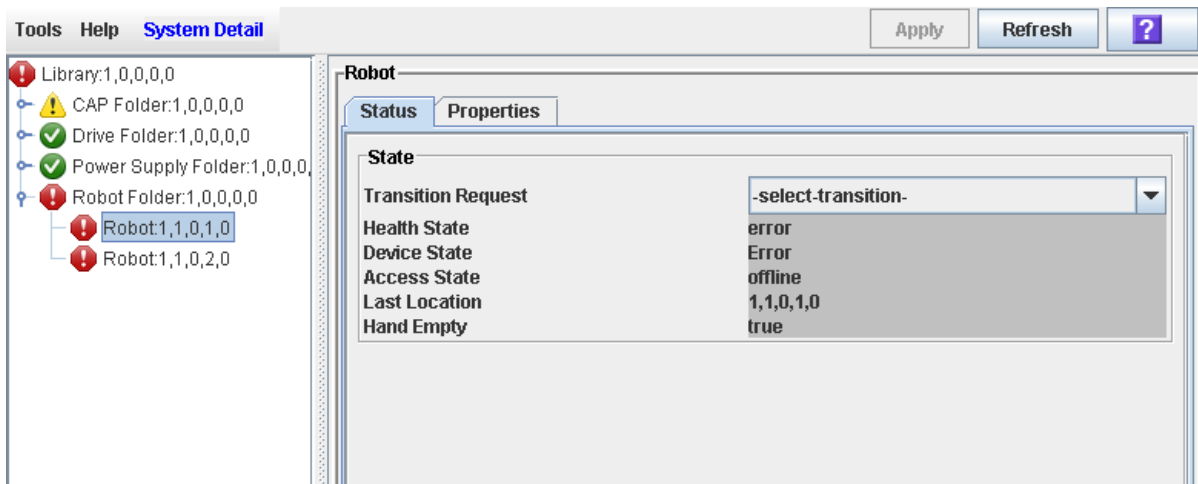 Tools Help System Detail Apply Refresh ?
Library:1,0,0,0,0
CAP Folder:1,0,0,0,0
Drive Folder:1,0,0,0,0
Power Supply Folder:1,0,0,0,
Robot Folder:1,0,0,0,0
Robot:1,1,0,1,0
Robot:1,1,0,2,0
Robot
Status Properties
State
Transition Request -select-transition-
Health State error
Device State Error
Access State offline
Last Location 1,1,0,1,0
Hand Empty true